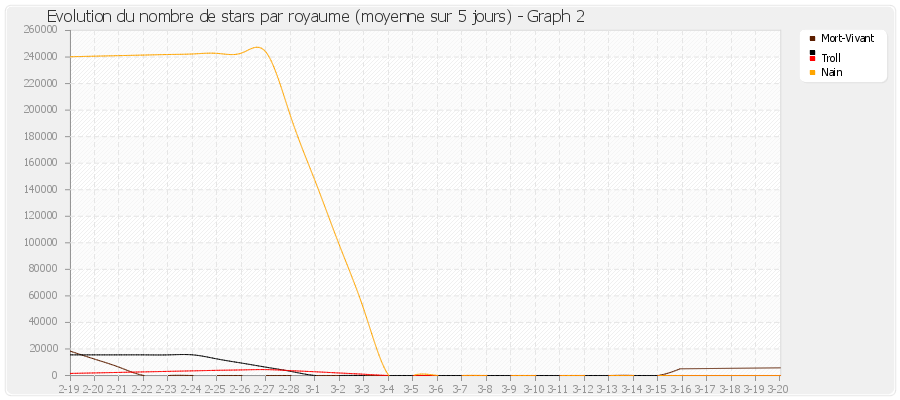 Evolution du nombre de stars par royaume (moyenne sur 5 jours) - Graph 2
260000
240000
220000
200000
180000
160000
140000
120000
100000
80000
60000
40000
20000
0
2-19 2-20 2-21 2-22 2-23 2-24 2-25 2-26 2-27 2-28 3-1 3-2 3-3 3-4 3-5 3-6 3-7 3-8 3-9 3-10 3-11 3-12 3-13 3-14 3-15 3-16 3-17 3-18 3-19 3-20
Mort-Vivant
Troll
Nain